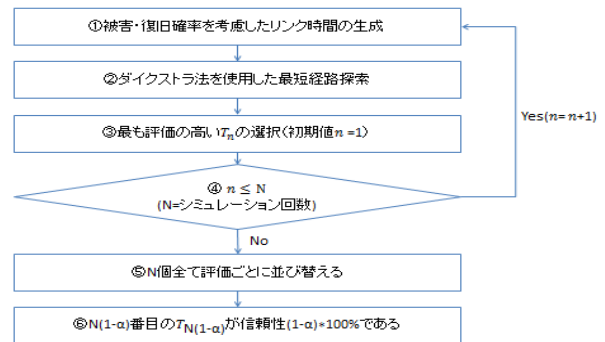 ①被害・復旧確率を考慮したリンク時間の生成
②ダイクストラ法を使用した最短経路探索
③最も評価の高いTnの選択(初期値n =1)
Yes(n= n+1)
④ n ≤ N
(N=シミュレーション回数)
No
⑤N個全て評価ごとに並び替える
⑥N(1-α)番目のTN(1-α)が信頼性(1-α)*100%である